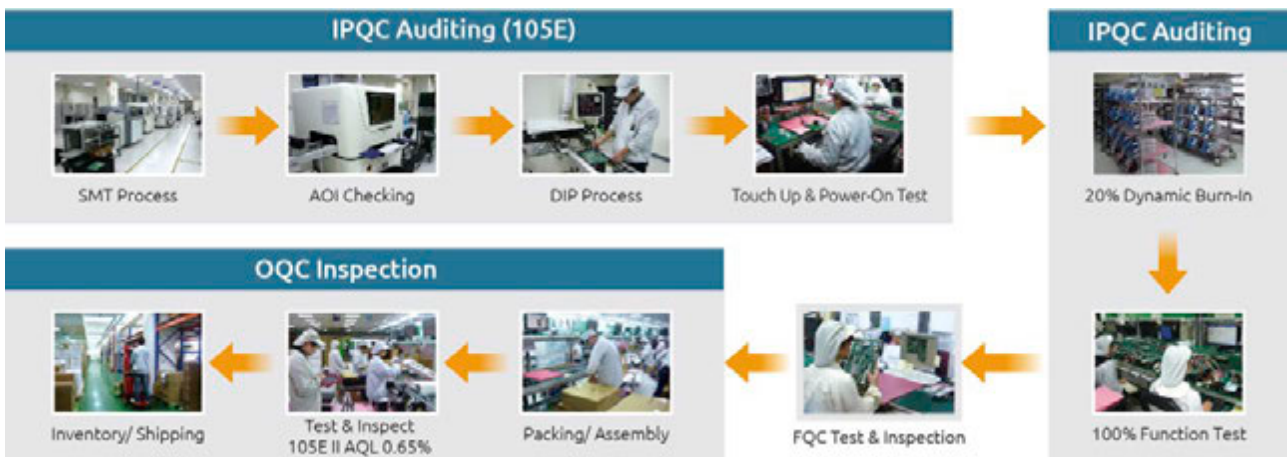 IPQC Auditing (105E)
IPQC Auditing
SMT Process
AOI Checking
DIP Process
Touch Up & Power-On Test
20% Dynamic Burn-In
OQC Inspection
Inventory/ Shipping
Test & Inspect
105E II AQL 0.65%
Packing/ Assembly
FQC Test & Inspection
100% Function Test